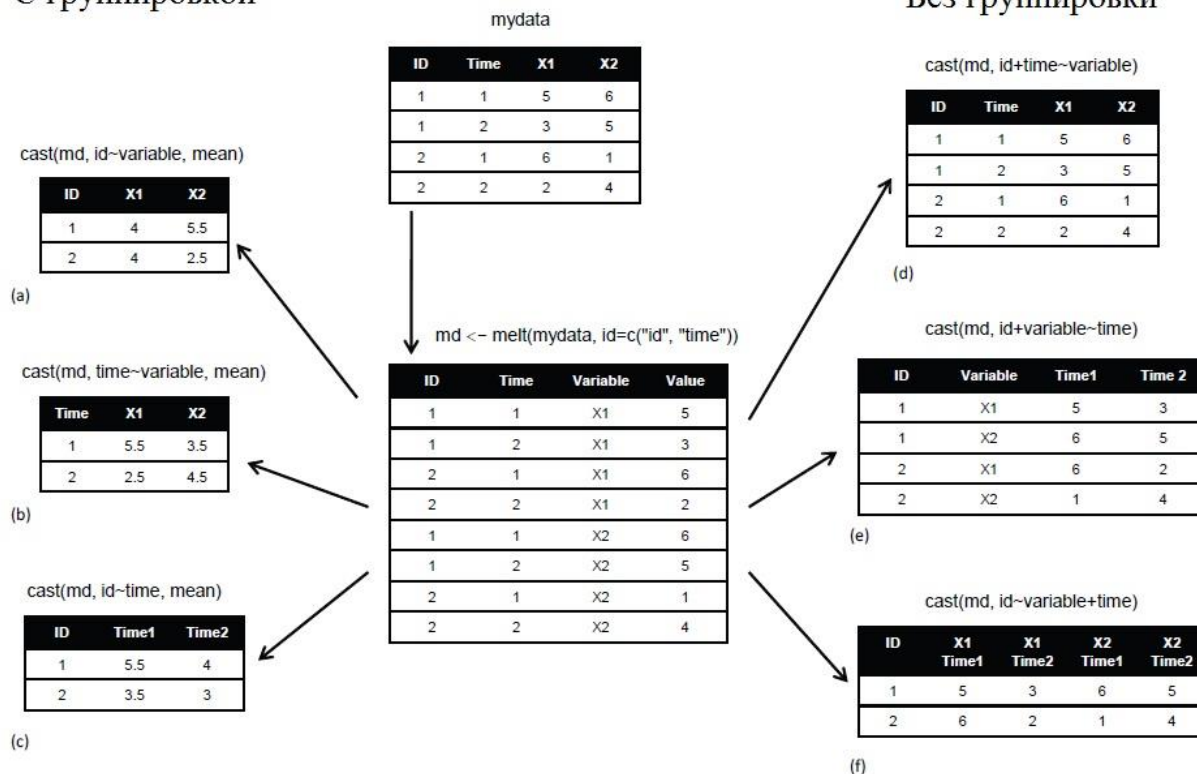 С группировкой
Без группировки
mydata
ID Time X1 X2
1 1 5 6
1 2 3 5
2 1 6 1
2 2 2 4
cast(md, id~variable, mean)
ID X1 X2
1 4 5.5
2 4 2.5
(a)
cast(md, time~variable, mean)
Time X1 X2
1 5.5 3.5
2 2.5 4.5
(b)
cast(md, id~time, mean)
ID Time1 Time2
1 5.5 4
2 3.5 3
(c)
md <- melt(mydata, id=c("id", "time"))
ID Time Variable Value
1 1 X1 5
1 2 X1 3
2 1 X1 6
2 2 X1 2
1 1 X2 6
1 2 X2 5
2 1 X2 1
2 2 X2 4
cast(md, id+time~variable)
ID Time X1 X2
1 1 5 6
1 2 3 5
2 1 6 1
2 2 2 4
(d)
cast(md, id+variable~time)
ID Variable Time1 Time 2
1 X1 5 3
1 X2 6 5
2 X1 6 2
2 X2 1 4
(e)
cast(md, id~variable+time)
ID X1 X1 X2 X2
Time1 Time2 Time1 Time2
1 5 3 6 5
2 6 2 1 4
(f)